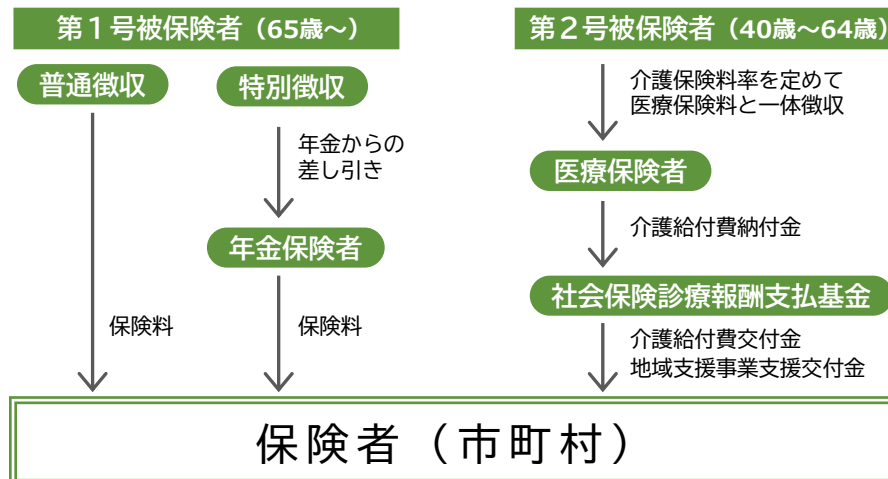 第1号被保険者（65歳～）
普通徴収
特別徴収
年金からの
差し引き
年金保険者
保険料
保険料
第2号被保険者（40歳～64歳）
介護保険料率を定めて
医療保険料と一体徴収
医療保険者
介護給付費納付金
社会保険診療報酬支払基金
介護給付費交付金
地域支援事業支援交付金
保険者（市町村）